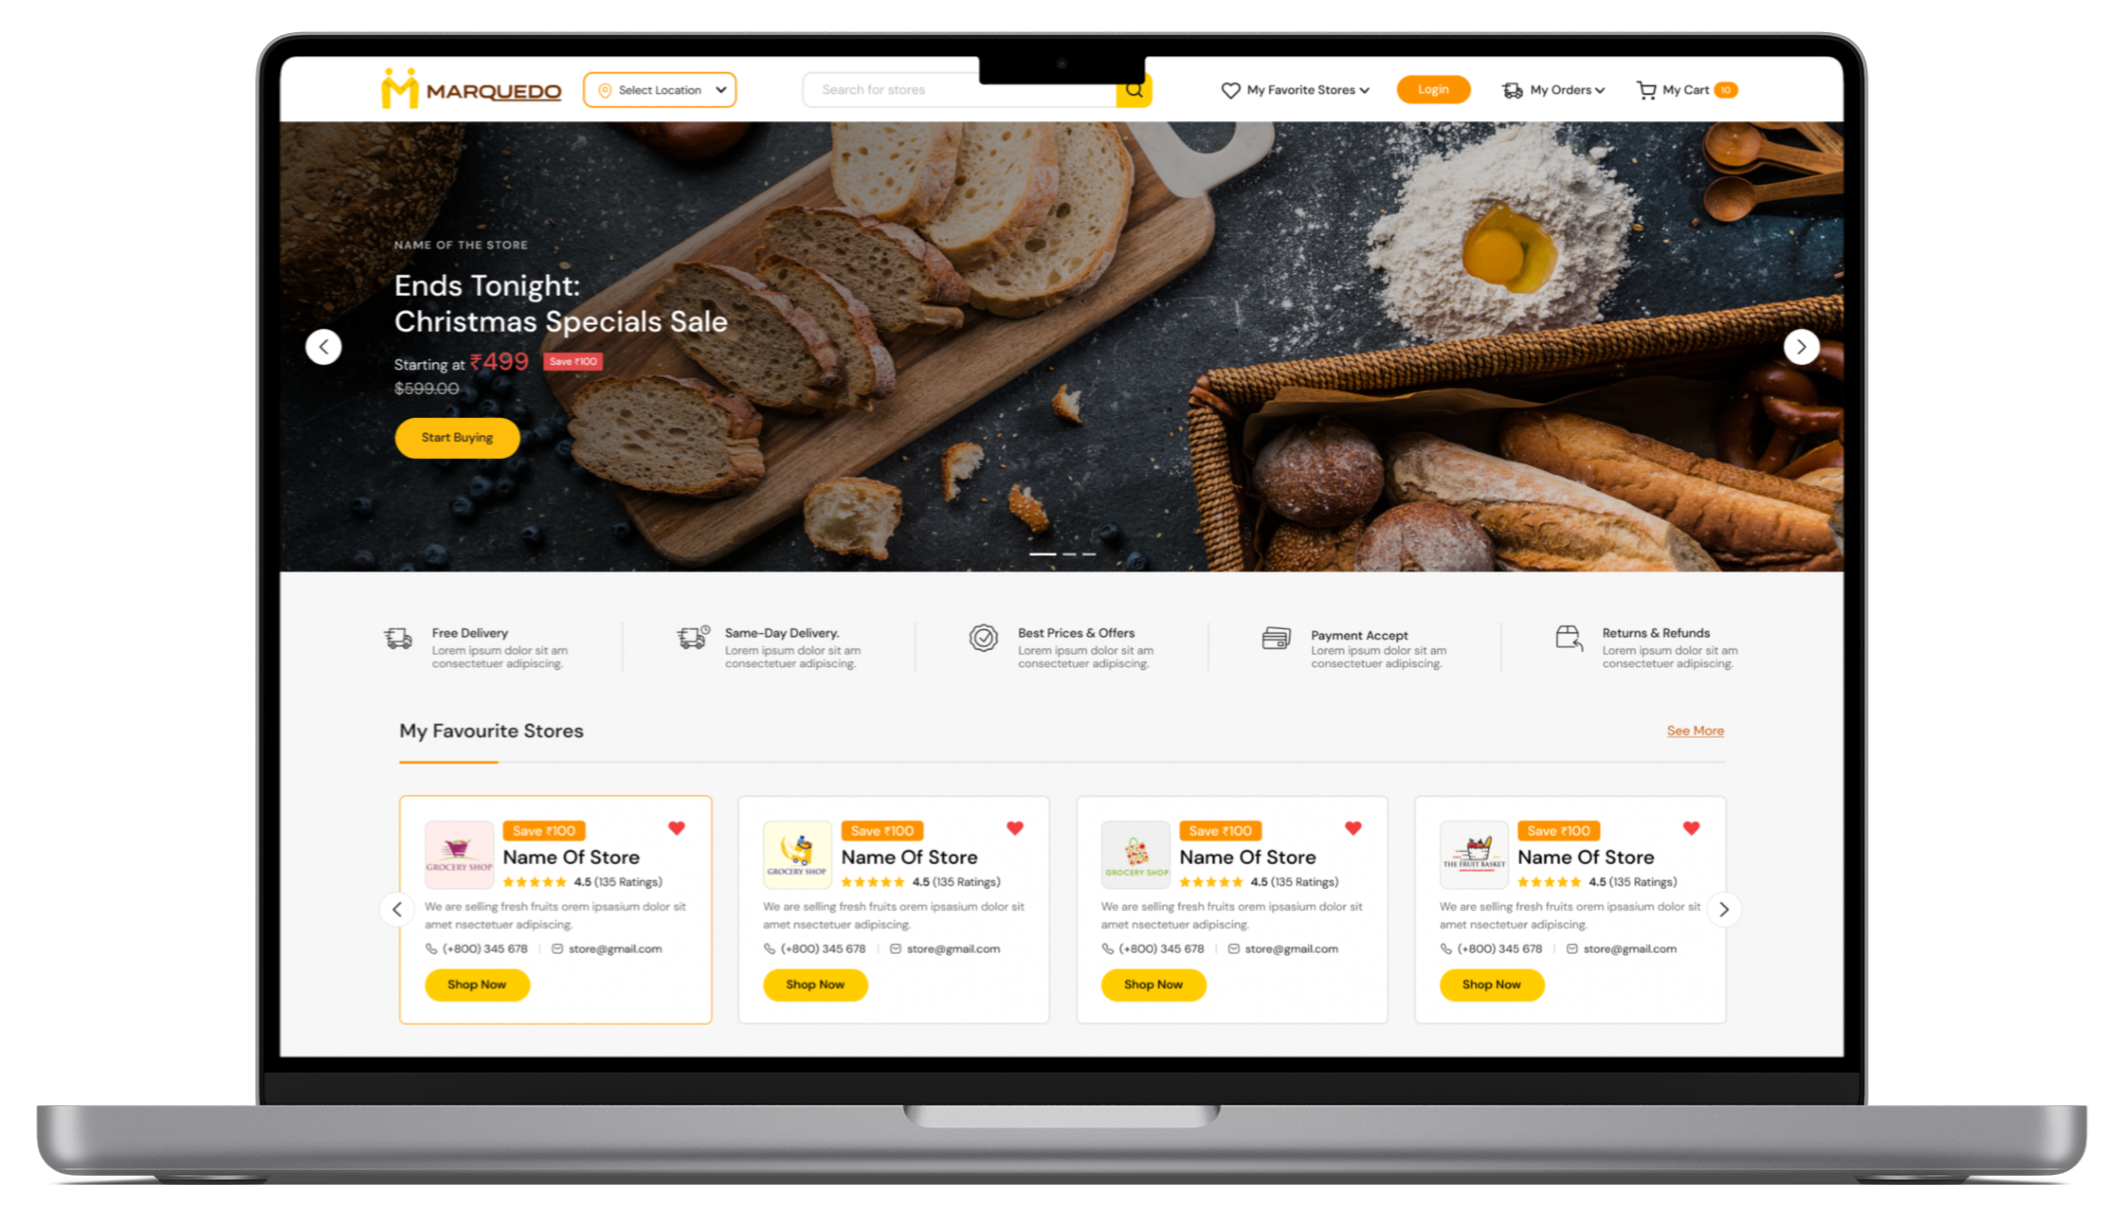 MARQUEDO
Select Location
Search for stores
My Favorite Stores
Login
My Orders
My Cart 10
NAME OF THE STORE
Ends Tonight:
Christmas Specials Sale
Starting at ₹499 Save ₹100
$599.00
Start Buying
Free Delivery
Lorem ipsum dolor sit am
consectetuer adipiscing.
Same-Day Delivery.
Lorem ipsum dolor sit am
consectetuer adipiscing.
Best Prices & Offers
Lorem ipsum dolor sit am
consectetuer adipiscing.
Payment Accept
Lorem ipsum dolor sit am
consectetuer adipiscing.
Returns & Refunds
Lorem ipsum dolor sit am
consectetuer adipiscing.
My Favourite Stores
See More
GROCERY SHOP
Save ₹100
Name Of Store
4.5 (135 Ratings)
We are selling fresh fruits orem ipsasium dolor sit
amet nsectetuer adipiscing.
(+800) 345 678 | store@gmail.com
Shop Now
GROCERY SHOP
Save ₹100
Name Of Store
4.5 (135 Ratings)
We are selling fresh fruits orem ipsasium dolor sit
amet nsectetuer adipiscing.
(+800) 345 678 | store@gmail.com
Shop Now
GROCERY SHOP
Save ₹100
Name Of Store
4.5 (135 Ratings)
We are selling fresh fruits orem ipsasium dolor sit
amet nsectetuer adipiscing.
(+800) 345 678 | store@gmail.com
Shop Now
THE FRUIT BASKET
Save ₹100
Name Of Store
4.5 (135 Ratings)
We are selling fresh fruits orem ipsasium dolor sit
amet nsectetuer adipiscing.
(+800) 345 678 | store@gmail.com
Shop Now